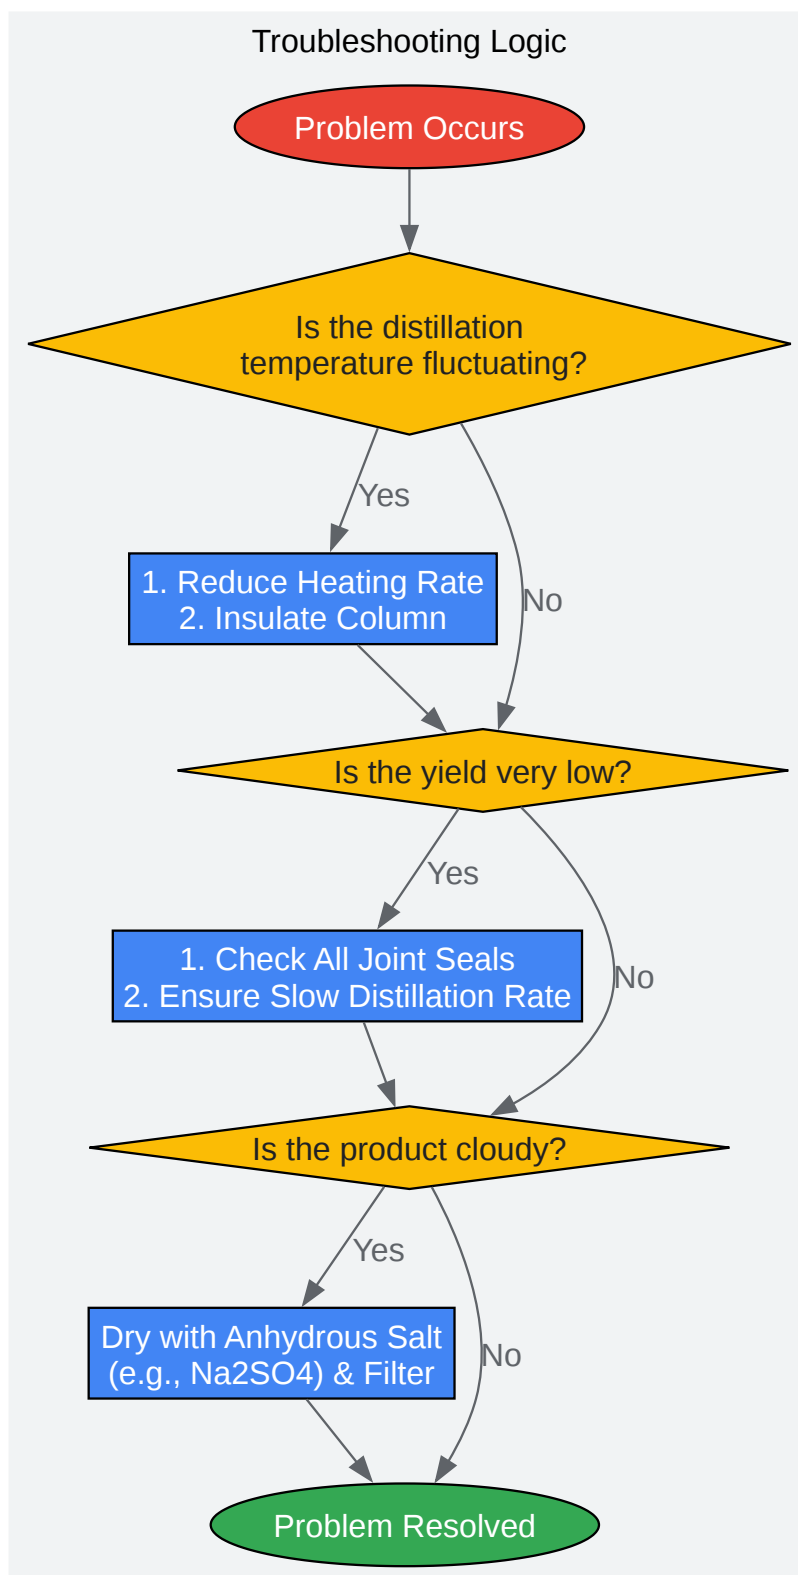 Troubleshooting Logic
Problem Occurs
Is the distillation
temperature fluctuating?
Yes
1. Reduce Heating Rate
2. Insulate Column
No
Is the yield very low?
Yes
1. Check All Joint Seals
2. Ensure Slow Distillation Rate
No
Is the product cloudy?
Yes
Dry with Anhydrous Salt
(e.g., Na2SO4) & Filter
No
Problem Resolved